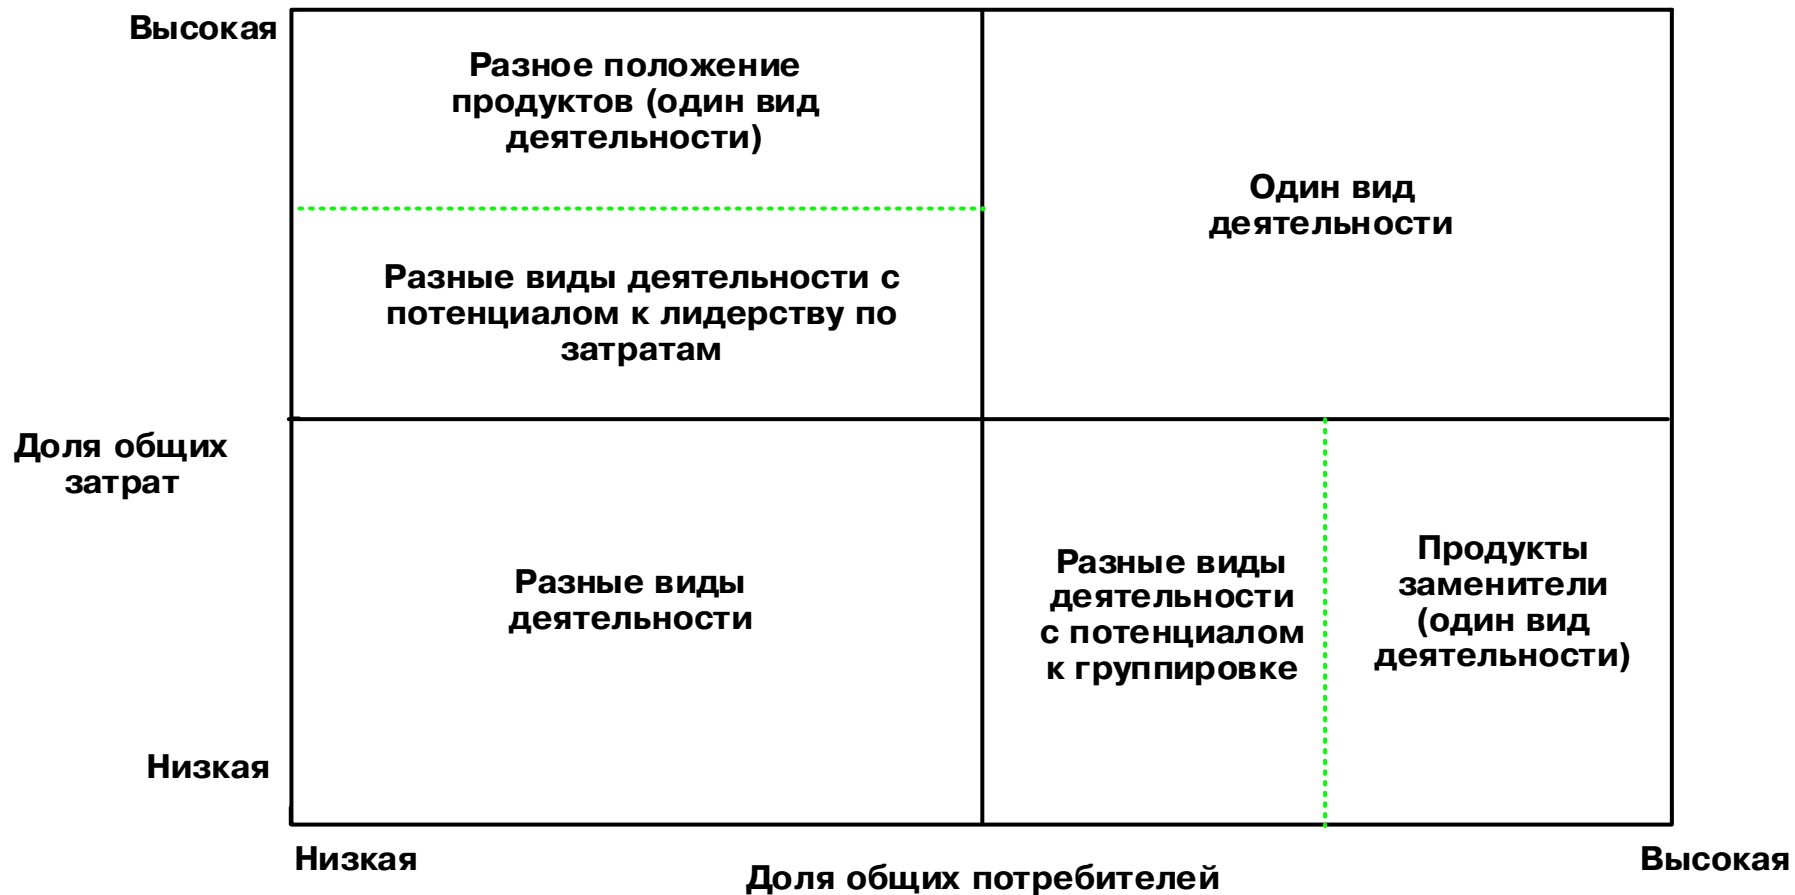 Высокая
Разное положение
продуктов (один вид
деятельности)
Один вид
деятельности
Разные виды деятельности с
потенциалом к лидерству по
затратам
Доля общих
затрат
Разные виды
деятельности
Разные виды
деятельности
с потенциалом
к группировке
Продукты
заменители
(один вид
деятельности)
Низкая
Низкая
Доля общих потребителей
Высокая